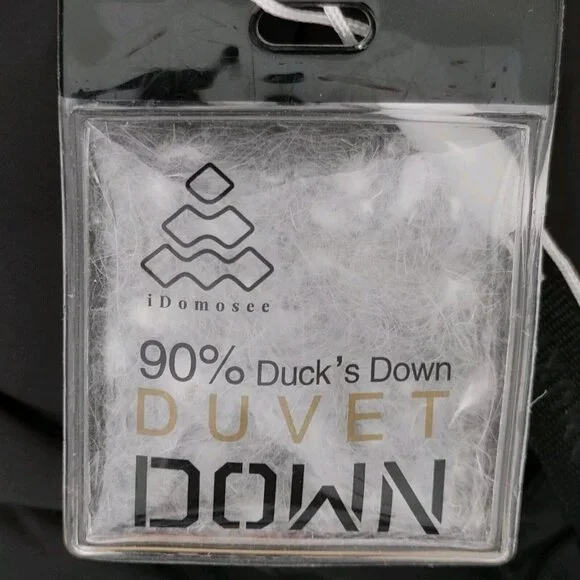 iDomosee
90% Duck's Down
DUVET
DOWN